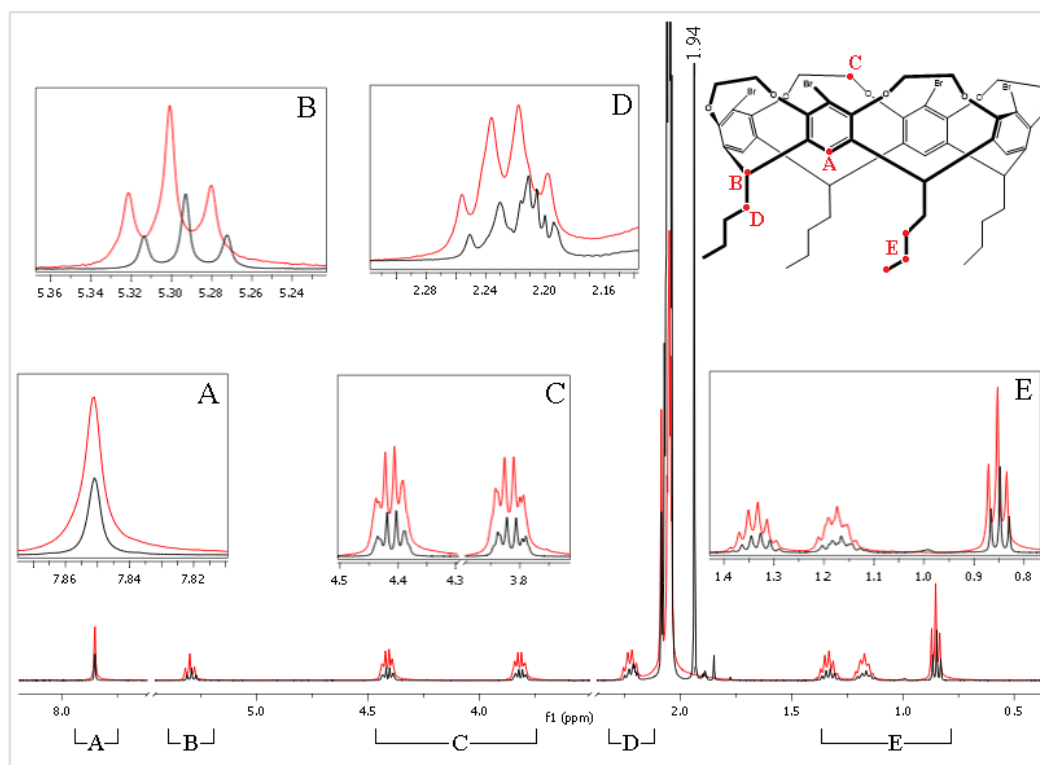 B
5.36 5.34 5.32 5.30 5.28 5.26 5.24
D
2.28 2.24 2.20 2.16
1.94
C
Br
Br
Br
Br
O
O
O
O
O
O
O
A
B
D
E
A
7.86 7.84 7.82
C
4.5 4.4 4.3 3.8
E
1.4 1.3 1.2 1.1 1.0 0.9 0.8
8.0 5.0 4.5 4.0 2.0 1.5 1.0 0.5
f1 (ppm)
A B C D E